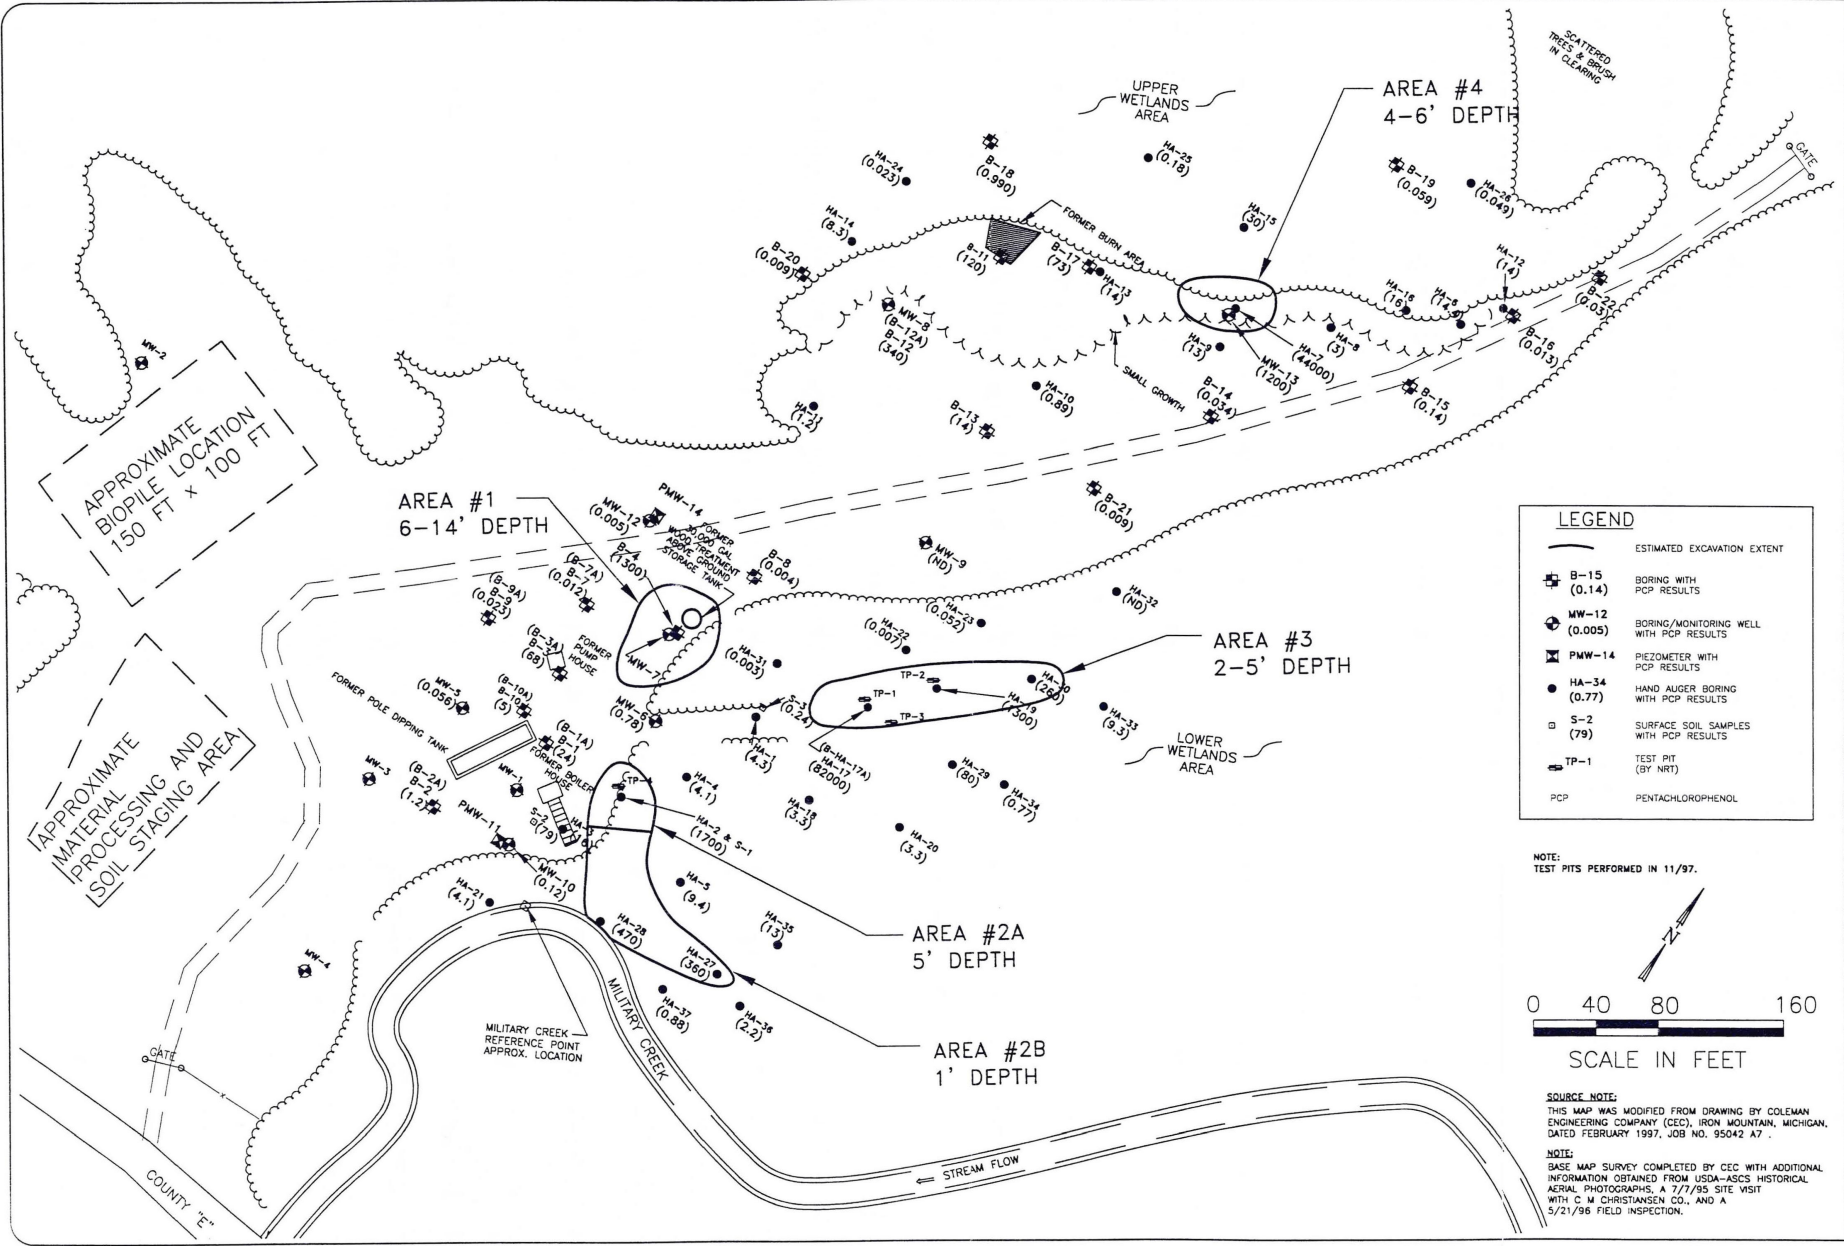 SCATTERED
TREES & BRUSH
IN CLEARING
UPPER
WETLANDS
AREA
AREA #4
4-6' DEPTH
GATE
HA-24
(0.023)
B-18
(0.990)
HA-25
(0.18)
B-19
(0.059)
HA-26
(0.049)
HA-14
(8.3)
FORMER BURN AREA
HA-15
(30)
B-20
(0.009)
B-11
(120)
B-17
(73)
HA-13
(14)
HA-12
(14)
HA-16
(16)
B-22
(0.03)
MW-8
(B-12A)
B-12
(340)
HA-9
(13)
HA-7
(44000)
HA-8
(3)
B-16
(0.013)
MW-13
(1200)
MW-2
SMALL GROWTH
HA-10
(0.89)
B-14
(0.034)
B-15
(0.14)
HA-11
(1.2)
B-13
(14)
APPROXIMATE
BIOPILE LOCATION
150 FT x 100 FT
AREA #1
6-14' DEPTH
PMW-14
MW-12
(0.005)
FORMER
30,000 GAL
WOOD TREATMENT
ABOVE GROUND
STORAGE TANK
B-4
(1300)
B-8
(0.004)
B-21
(0.009)
MW-9
(ND)
(B-7A)
B-7
(0.012)
(B-9A)
B-9
(0.023)
HA-32
(ND)
HA-23
(0.052)
HA-22
(0.007)
(B-3A)
B-3
(68)
FORMER
PUMP
HOUSE
MW-7
HA-31
(0.003)
AREA #3
2-5' DEPTH
TP-2
TP-1
TP-3
HA-30
(260)
HA-19
(7300)
HA-33
(9.3)
FORMER POLE DIPPING TANK
MW-5
(0.056)
(B-10A)
B-10
(5)
MW-6
(0.78)
S-3
(0.24)
HA-1
(4.3)
(B-HA-17A)
HA-17
(82000)
LOWER
WETLANDS
AREA
(B-1A)
B-1
(24)
FORMER BOILER
HOUSE
MW-3
(B-2A)
B-2
(1.2)
MW-1
TP-4
HA-4
(4.1)
HA-18
(3.3)
HA-29
(80)
HA-34
(0.77)
APPROXIMATE
MATERIAL
PROCESSING AND
SOIL STAGING AREA
PMW-11
S-2
(79)
HA-3
HA-2 & S-1
(1700)
HA-20
(3.3)
MW-10
(0.12)
HA-21
(4.1)
HA-5
(9.4)
HA-35
(13)
HA-28
(470)
HA-27
(360)
AREA #2A
5' DEPTH
MW-4
HA-37
(0.88)
HA-36
(2.2)
MILITARY CREEK
REFERENCE POINT
APPROX. LOCATION
MILITARY CREEK
AREA #2B
1' DEPTH
GATE
x
COUNTY "E"
STREAM FLOW
LEGEND
ESTIMATED EXCAVATION EXTENT
B-15
(0.14)
BORING WITH
PCP RESULTS
MW-12
(0.005)
BORING/MONITORING WELL
WITH PCP RESULTS
PMW-14
PIEZOMETER WITH
PCP RESULTS
HA-34
(0.77)
HAND AUGER BORING
WITH PCP RESULTS
S-2
(79)
SURFACE SOIL SAMPLES
WITH PCP RESULTS
TP-1
TEST PIT
(BY NRT)
PCP
PENTACHLOROPHENOL
NOTE:
TEST PITS PERFORMED IN 11/97.
N
0 40 80 160
SCALE IN FEET
SOURCE NOTE:
THIS MAP WAS MODIFIED FROM DRAWING BY COLEMAN
ENGINEERING COMPANY (CEC), IRON MOUNTAIN, MICHIGAN,
DATED FEBRUARY 1997, JOB NO. 95042 A7 .
NOTE:
BASE MAP SURVEY COMPLETED BY CEC WITH ADDITIONAL
INFORMATION OBTAINED FROM USDA-ASCS HISTORICAL
AERIAL PHOTOGRAPHS, A 7/7/95 SITE VISIT
WITH C M CHRISTIANSEN CO., AND A
5/21/96 FIELD INSPECTION.